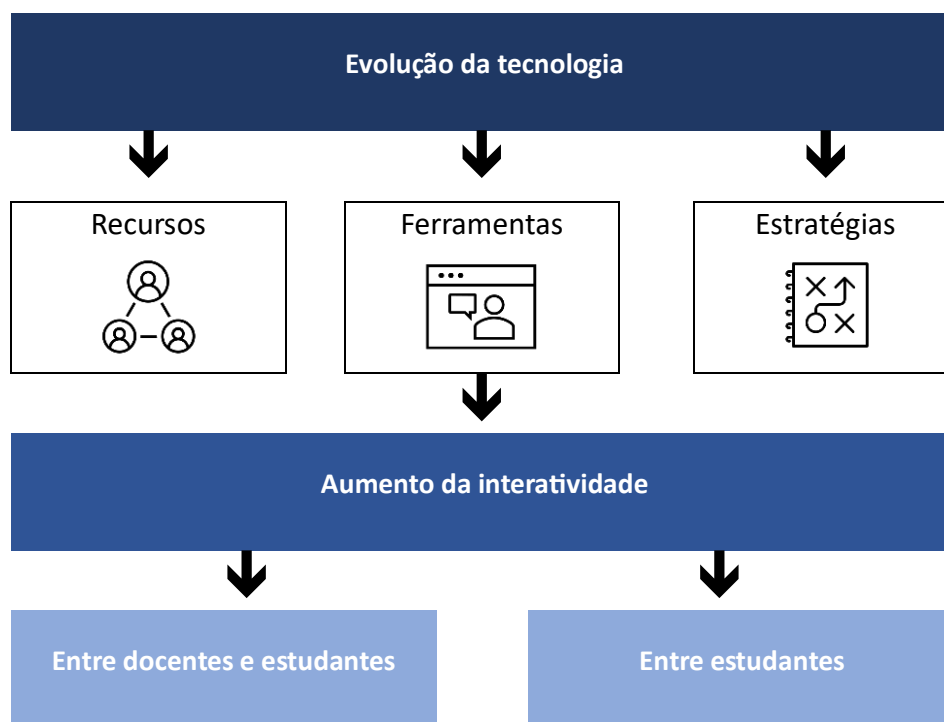 Evolução da tecnologia
Recursos
Ferramentas
Estratégias
Aumento da interatividade
Entre docentes e estudantes
Entre estudantes